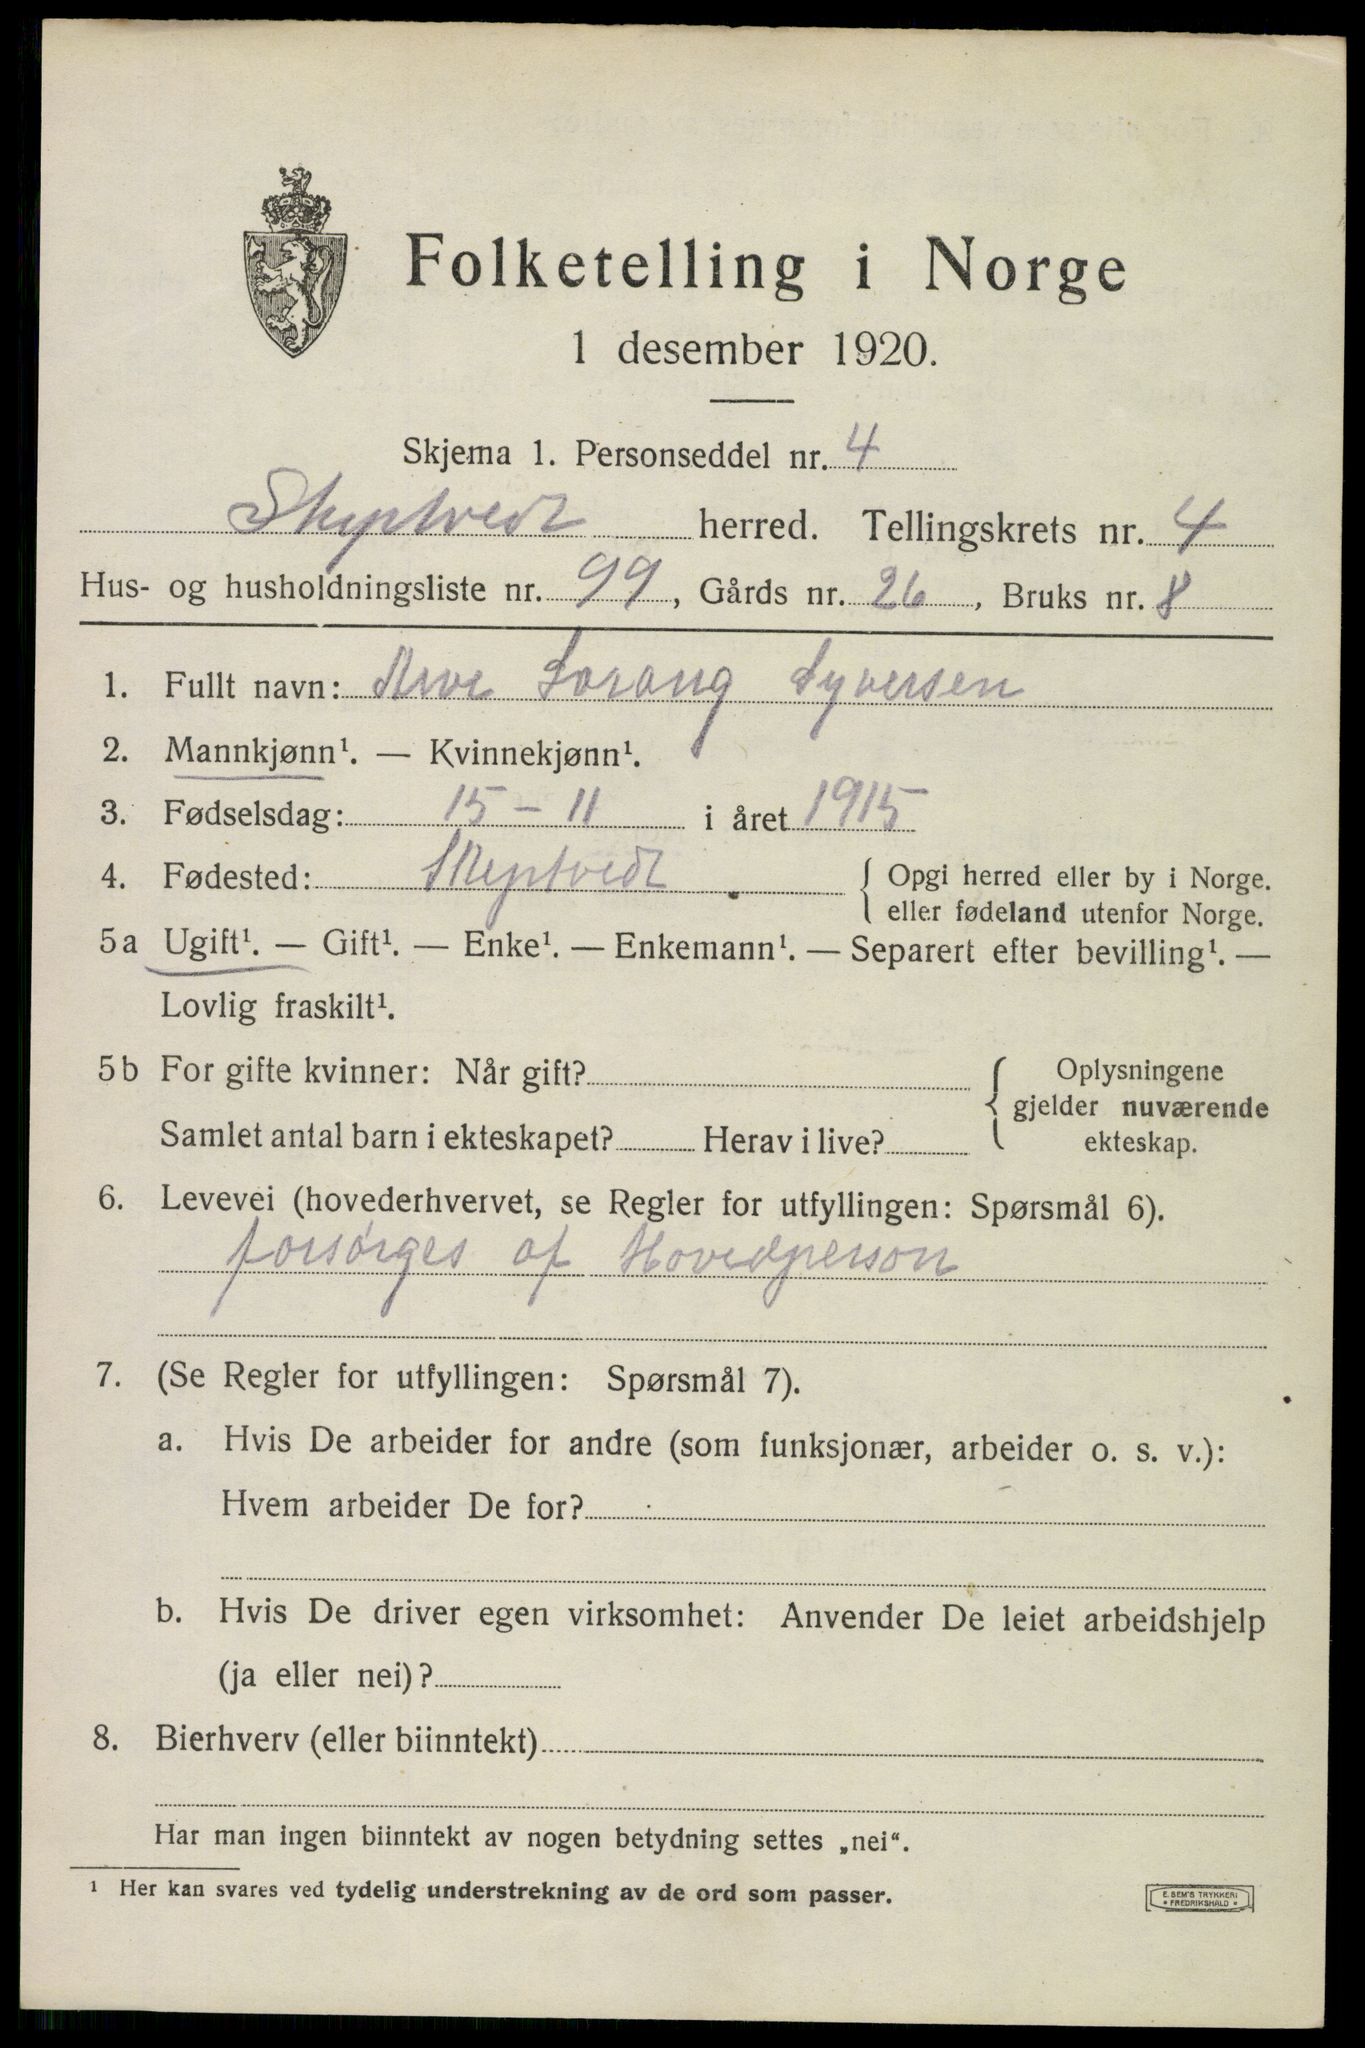 Folketelling i Norge
1 desember 1920.
Skjema 1. Personseddel nr. 4
Skiptvedt herred. Tellingskrets nr. 4
Hus- og husholdningsliste nr. 99, Gårds nr. 26, Bruks nr. 8
1. Fullt navn: Arve Lorang Syversen
2. Mannkjønn¹. — Kvinnekjønn¹.
3. Fødselsdag: 15 - 11 i året 1915
4. Fødested: Skiptvedt { Opgi herred eller by i Norge.
eller fødeland utenfor Norge.
5a Ugift¹. — Gift¹. — Enke¹. — Enkemann¹. — Separert efter bevilling¹. —
Lovlig fraskilt¹.
5b For gifte kvinner: Når gift?
Samlet antal barn i ekteskapet? Herav i live?
{ Oplysningene
gjelder nuværende
ekteskap.
6. Levevei (hovederhvervet, se Regler for utfyllingen: Spørsmål 6).
forsørges af Hovedperson
7. (Se Regler for utfyllingen: Spørsmål 7).
a. Hvis De arbeider for andre (som funksjonær, arbeider o. s. v.):
Hvem arbeider De for?
b. Hvis De driver egen virksomhet: Anvender De leiet arbeidshjelp
(ja eller nei)?
8. Bierhverv (eller biinntekt)
Har man ingen biinntekt av nogen betydning settes „nei“.
¹ Her kan svares ved tydelig understrekning av de ord som passer.
E. SEM'S TRYKKERI
* FREDRIKSHALD *